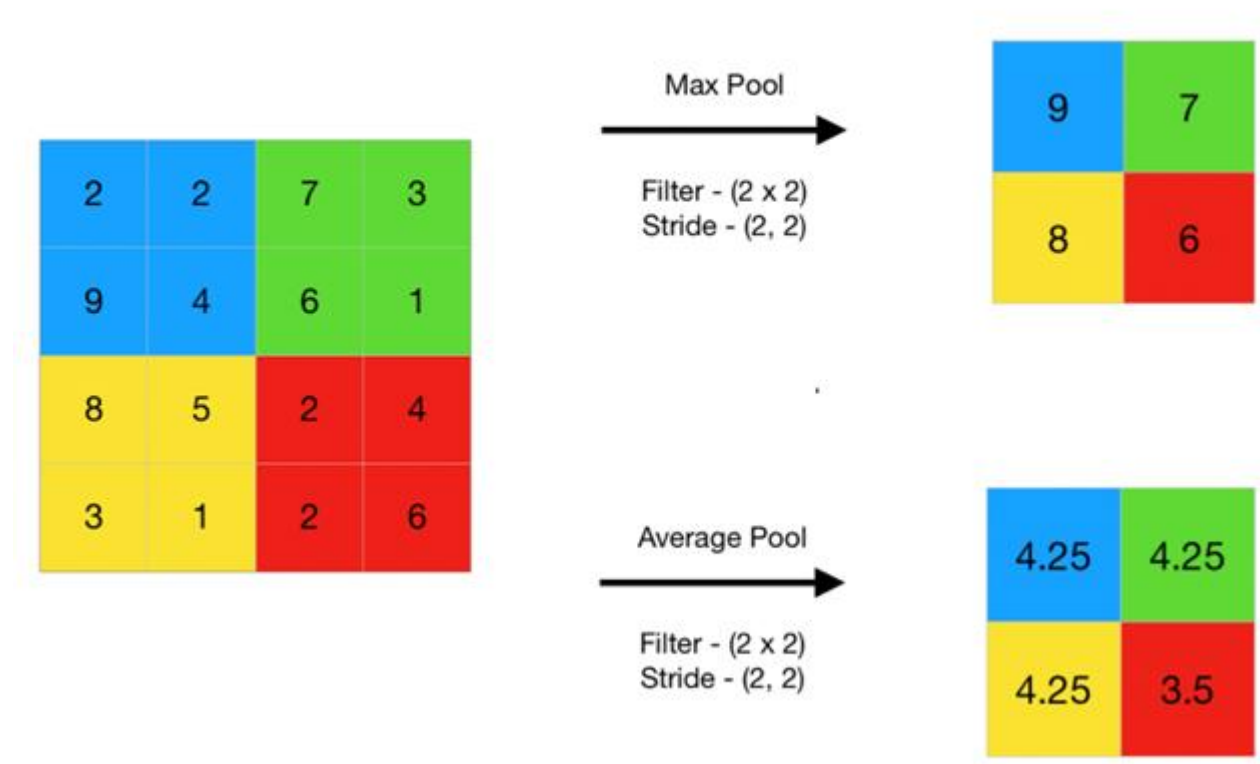 2 2 7 3
9 4 6 1
8 5 2 4
3 1 2 6
Max Pool
Filter - (2 x 2)
Stride - (2, 2)
9 7
8 6
Average Pool
Filter - (2 x 2)
Stride - (2, 2)
4.25 4.25
4.25 3.5